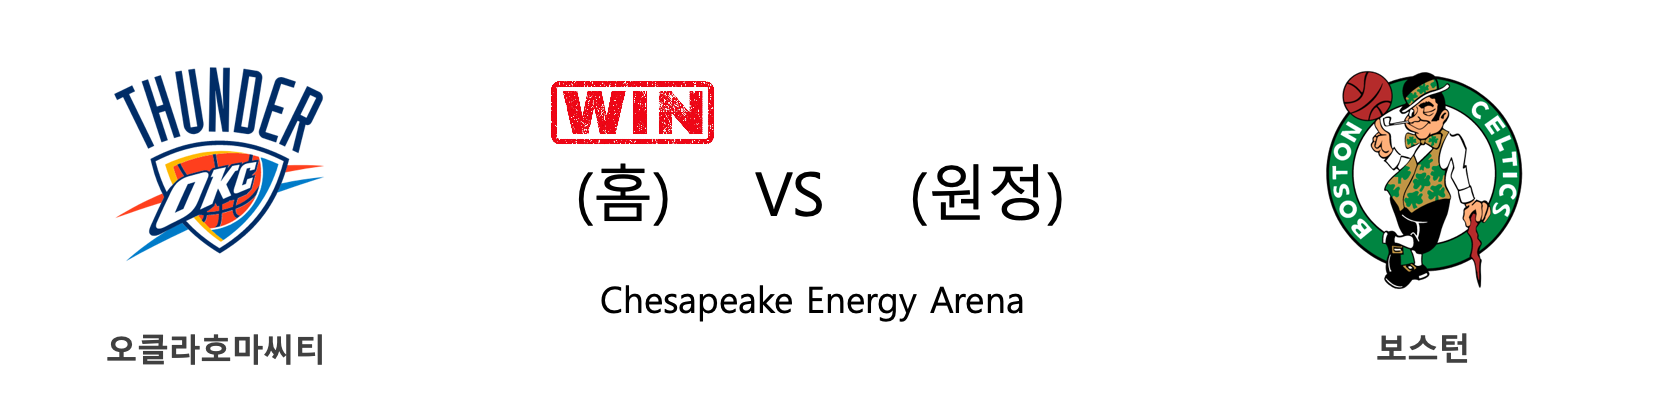 THUNDER
OKC
오클라호마씨티
WIN
(홈) VS (원정)
Chesapeake Energy Arena
BOSTON CELTICS
보스턴